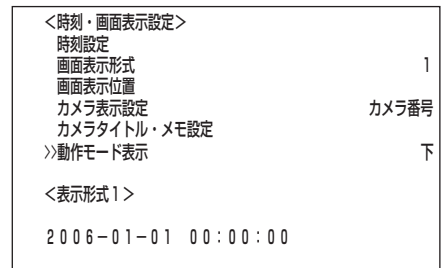 ＜時刻・画面表示設定＞
時刻設定
画面表示形式 1
画面表示位置
カメラ表示設定 カメラ番号
カメラタイトル・メモ設定
>>動作モード表示 下
＜表示形式1＞
2006－01－01 00：00：00